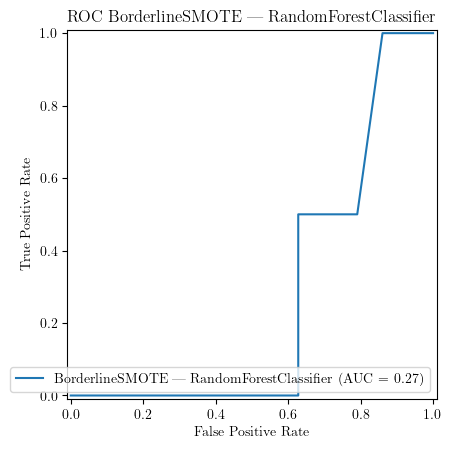 ROC BorderlineSMOTE — RandomForestClassifier
1.0
0.8
0.6
0.4
0.2
0.0
True Positive Rate
BorderlineSMOTE — RandomForestClassifier (AUC = 0.27)
0.0 0.2 0.4 0.6 0.8 1.0
False Positive Rate